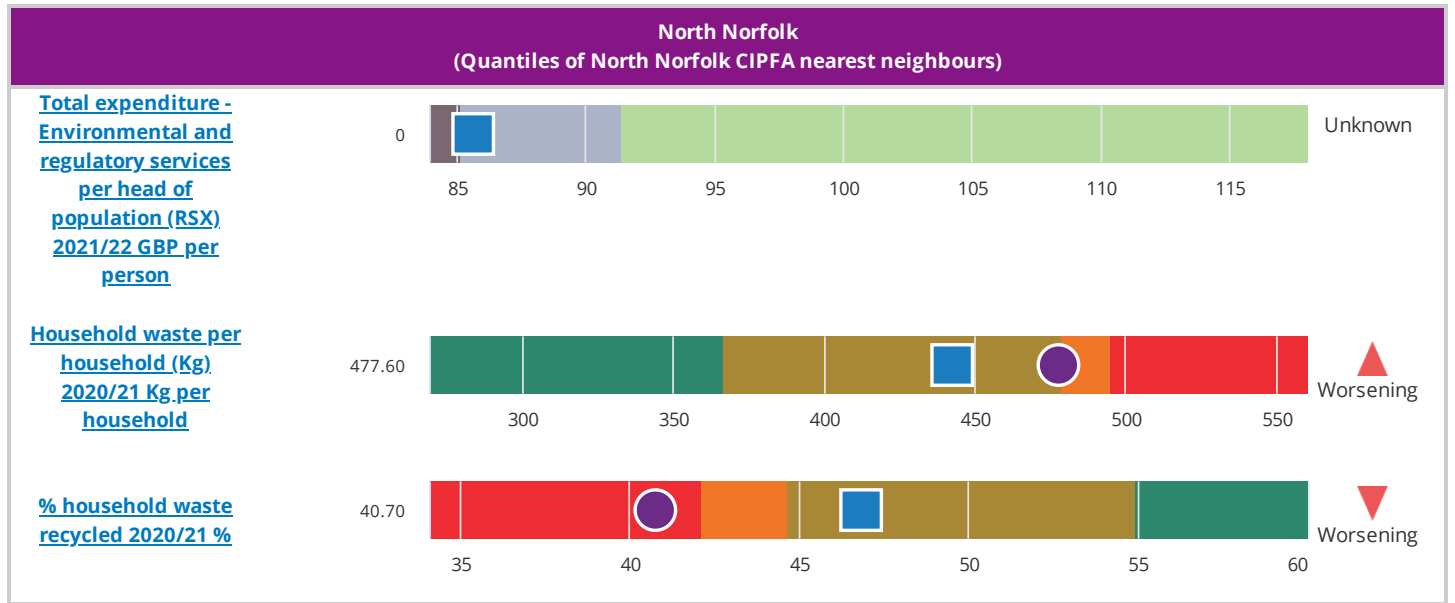 North Norfolk
(Quantiles of North Norfolk CIPFA nearest neighbours)
Total expenditure -
Environmental and
regulatory services
per head of
population (RSX)
2021/22 GBP per
person
0
85 90 95 100 105 110 115
Unknown
Household waste per
household (Kg)
2020/21 Kg per
household
477.60
300 350 400 450 500 550
Worsening
% household waste
recycled 2020/21 %
40.70
35 40 45 50 55 60
Worsening